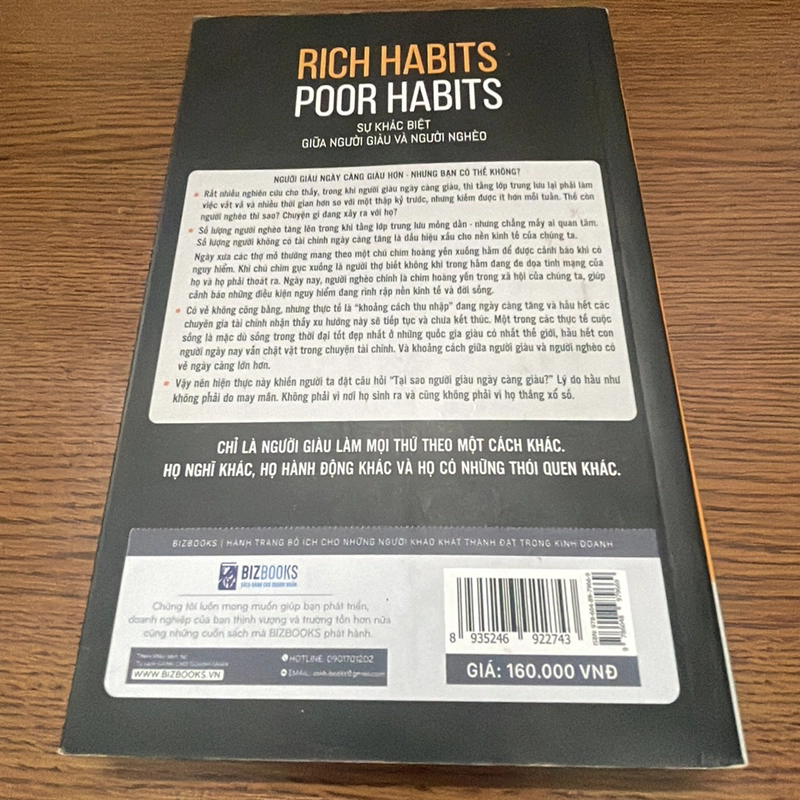 RICH HABITS
POOR HABITS
SỰ KHÁC BIỆT
GIỮA NGƯỜI GIÀU VÀ NGƯỜI NGHÈO
NGƯỜI GIÀU NGÀY CÀNG GIÀU HƠN - NHƯNG BẠN CÓ THỂ KHÔNG?
Rất nhiều nghiên cứu cho thấy, trong khi người giàu ngày càng giàu, thì tầng lớp trung lưu lại phải làm
việc vất vả và nhiều thời gian hơn so với một thập kỷ trước, nhưng kiếm được ít hơn mỗi tuần. Thế còn
người nghèo thì sao? Chuyện gì đang xảy ra với họ?
Số lượng người nghèo tăng lên trong khi tầng lớp trung lưu mỏng dần - nhưng chẳng mấy ai quan tâm.
Số lượng người không có tài chính ngày càng tăng là dấu hiệu xấu cho nền kinh tế của chúng ta.
Ngày xưa các thợ mỏ thường mang theo một chú chim hoàng yến xuống hầm để được cảnh báo khi có
nguy hiểm. Khi chú chim gục xuống là người thợ biết không khí trong hầm đang đe dọa tính mạng của
họ và họ phải thoát ra. Ngày nay, người nghèo chính là chim hoàng yến trong xã hội của chúng ta, giúp
cảnh báo những điều kiện nguy hiểm đang rình rập nền kinh tế và đời sống.
Có vẻ không công bằng, nhưng thực tế là "khoảng cách thu nhập" đang ngày càng tăng và hầu hết các
chuyên gia tài chính nhận thấy xu hướng này sẽ tiếp tục và chưa kết thúc. Một trong các thực tế cuộc
sống là mặc dù sống trong thời đại tốt đẹp nhất ở những quốc gia giàu có nhất thế giới, hầu hết con
người ngày nay vẫn chật vật trong chuyện tài chính. Và khoảng cách giữa người giàu và người nghèo có
vẻ ngày càng lớn hơn.
Vậy nên hiện thực này khiến người ta đặt câu hỏi "Tại sao người giàu ngày càng giàu?" Lý do hầu như
không phải do may mắn. Không phải vì nơi họ sinh ra và cũng không phải vì họ thắng xổ số.
CHỈ LÀ NGƯỜI GIÀU LÀM MỌI THỨ THEO MỘT CÁCH KHÁC.
HỌ NGHĨ KHÁC, HỌ HÀNH ĐỘNG KHÁC VÀ HỌ CÓ NHỮNG THÓI QUEN KHÁC.
BIZBOOKS | HÀNH TRANG BỔ ÍCH CHO NHỮNG NGƯỜI KHAO KHÁT THÀNH ĐẠT TRONG KINH DOANH
BIZBOOKS
SÁCH DÀNH CHO DOANH NHÂN
Chúng tôi luôn mong muốn giúp bạn phát triển,
doanh nghiệp của bạn thịnh vượng và trường tồn hơn nữa
cùng những cuốn sách mà BIZBOOKS phát hành.
WWW.BIZBOOKS.VN
HOTLINE: 0901701202
EMAIL:
8 935246 922743
GIÁ: 160.000 VNĐ